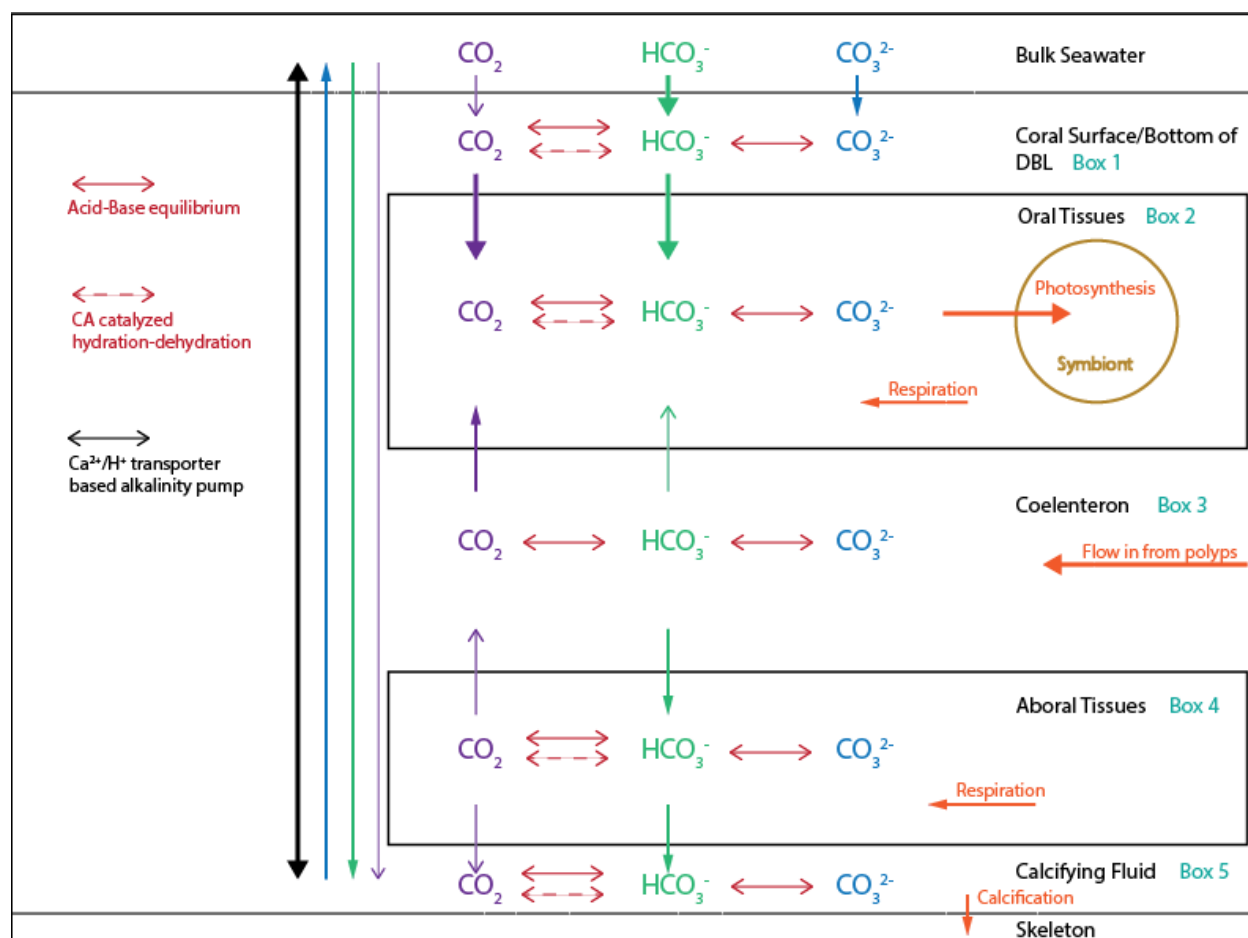 CO₂ HCO₃⁻ CO₃²⁻ Bulk Seawater
CO₂ HCO₃⁻ CO₃²⁻ Coral Surface/Bottom of
DBL Box 1
Acid-Base equilibrium
Oral Tissues Box 2
Photosynthesis
CO₂ HCO₃⁻ CO₃²⁻
CA catalyzed
hydration-dehydration
Symbiont
Respiration
Ca²⁺/H⁺ transporter
based alkalinity pump
Coelenteron Box 3
CO₂ HCO₃⁻ CO₃²⁻
Flow in from polyps
Aboral Tissues Box 4
CO₂ HCO₃⁻ CO₃²⁻
Respiration
Calcifying Fluid Box 5
CO₂ HCO₃⁻ CO₃²⁻
Calcification
Skeleton